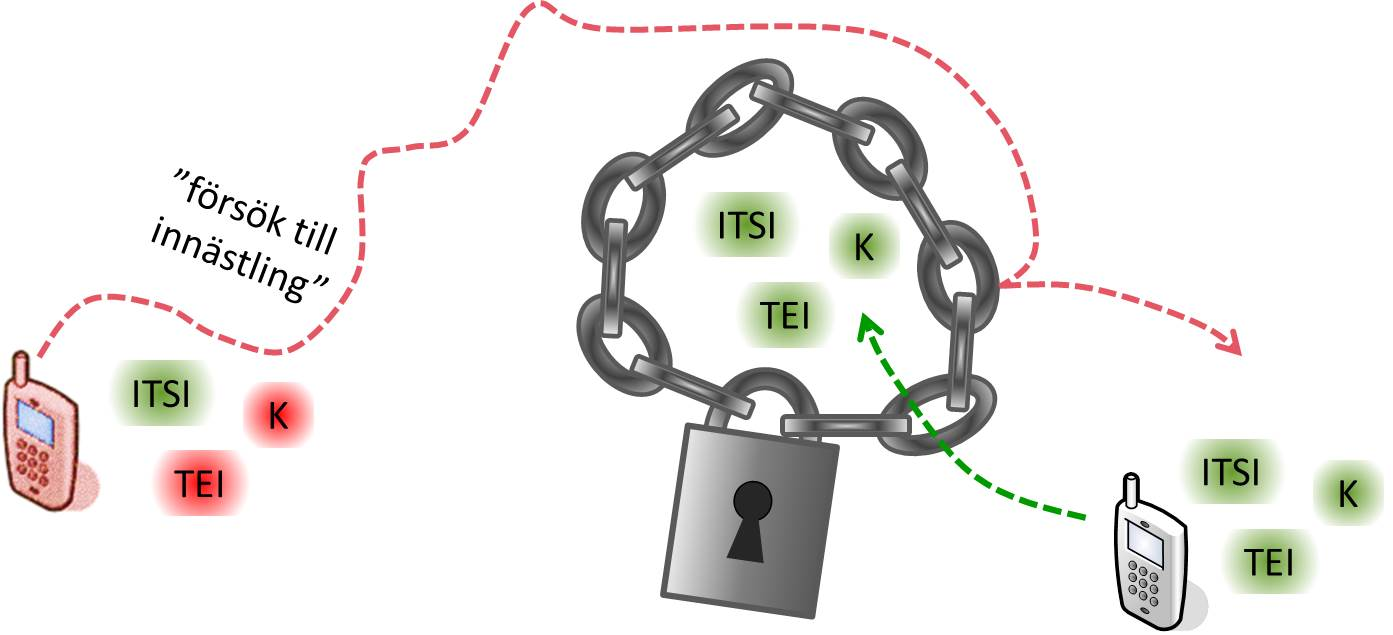 ”försök till
innästling”
ITSI
K
TEI
ITSI
K
TEI
ITSI
K
TEI